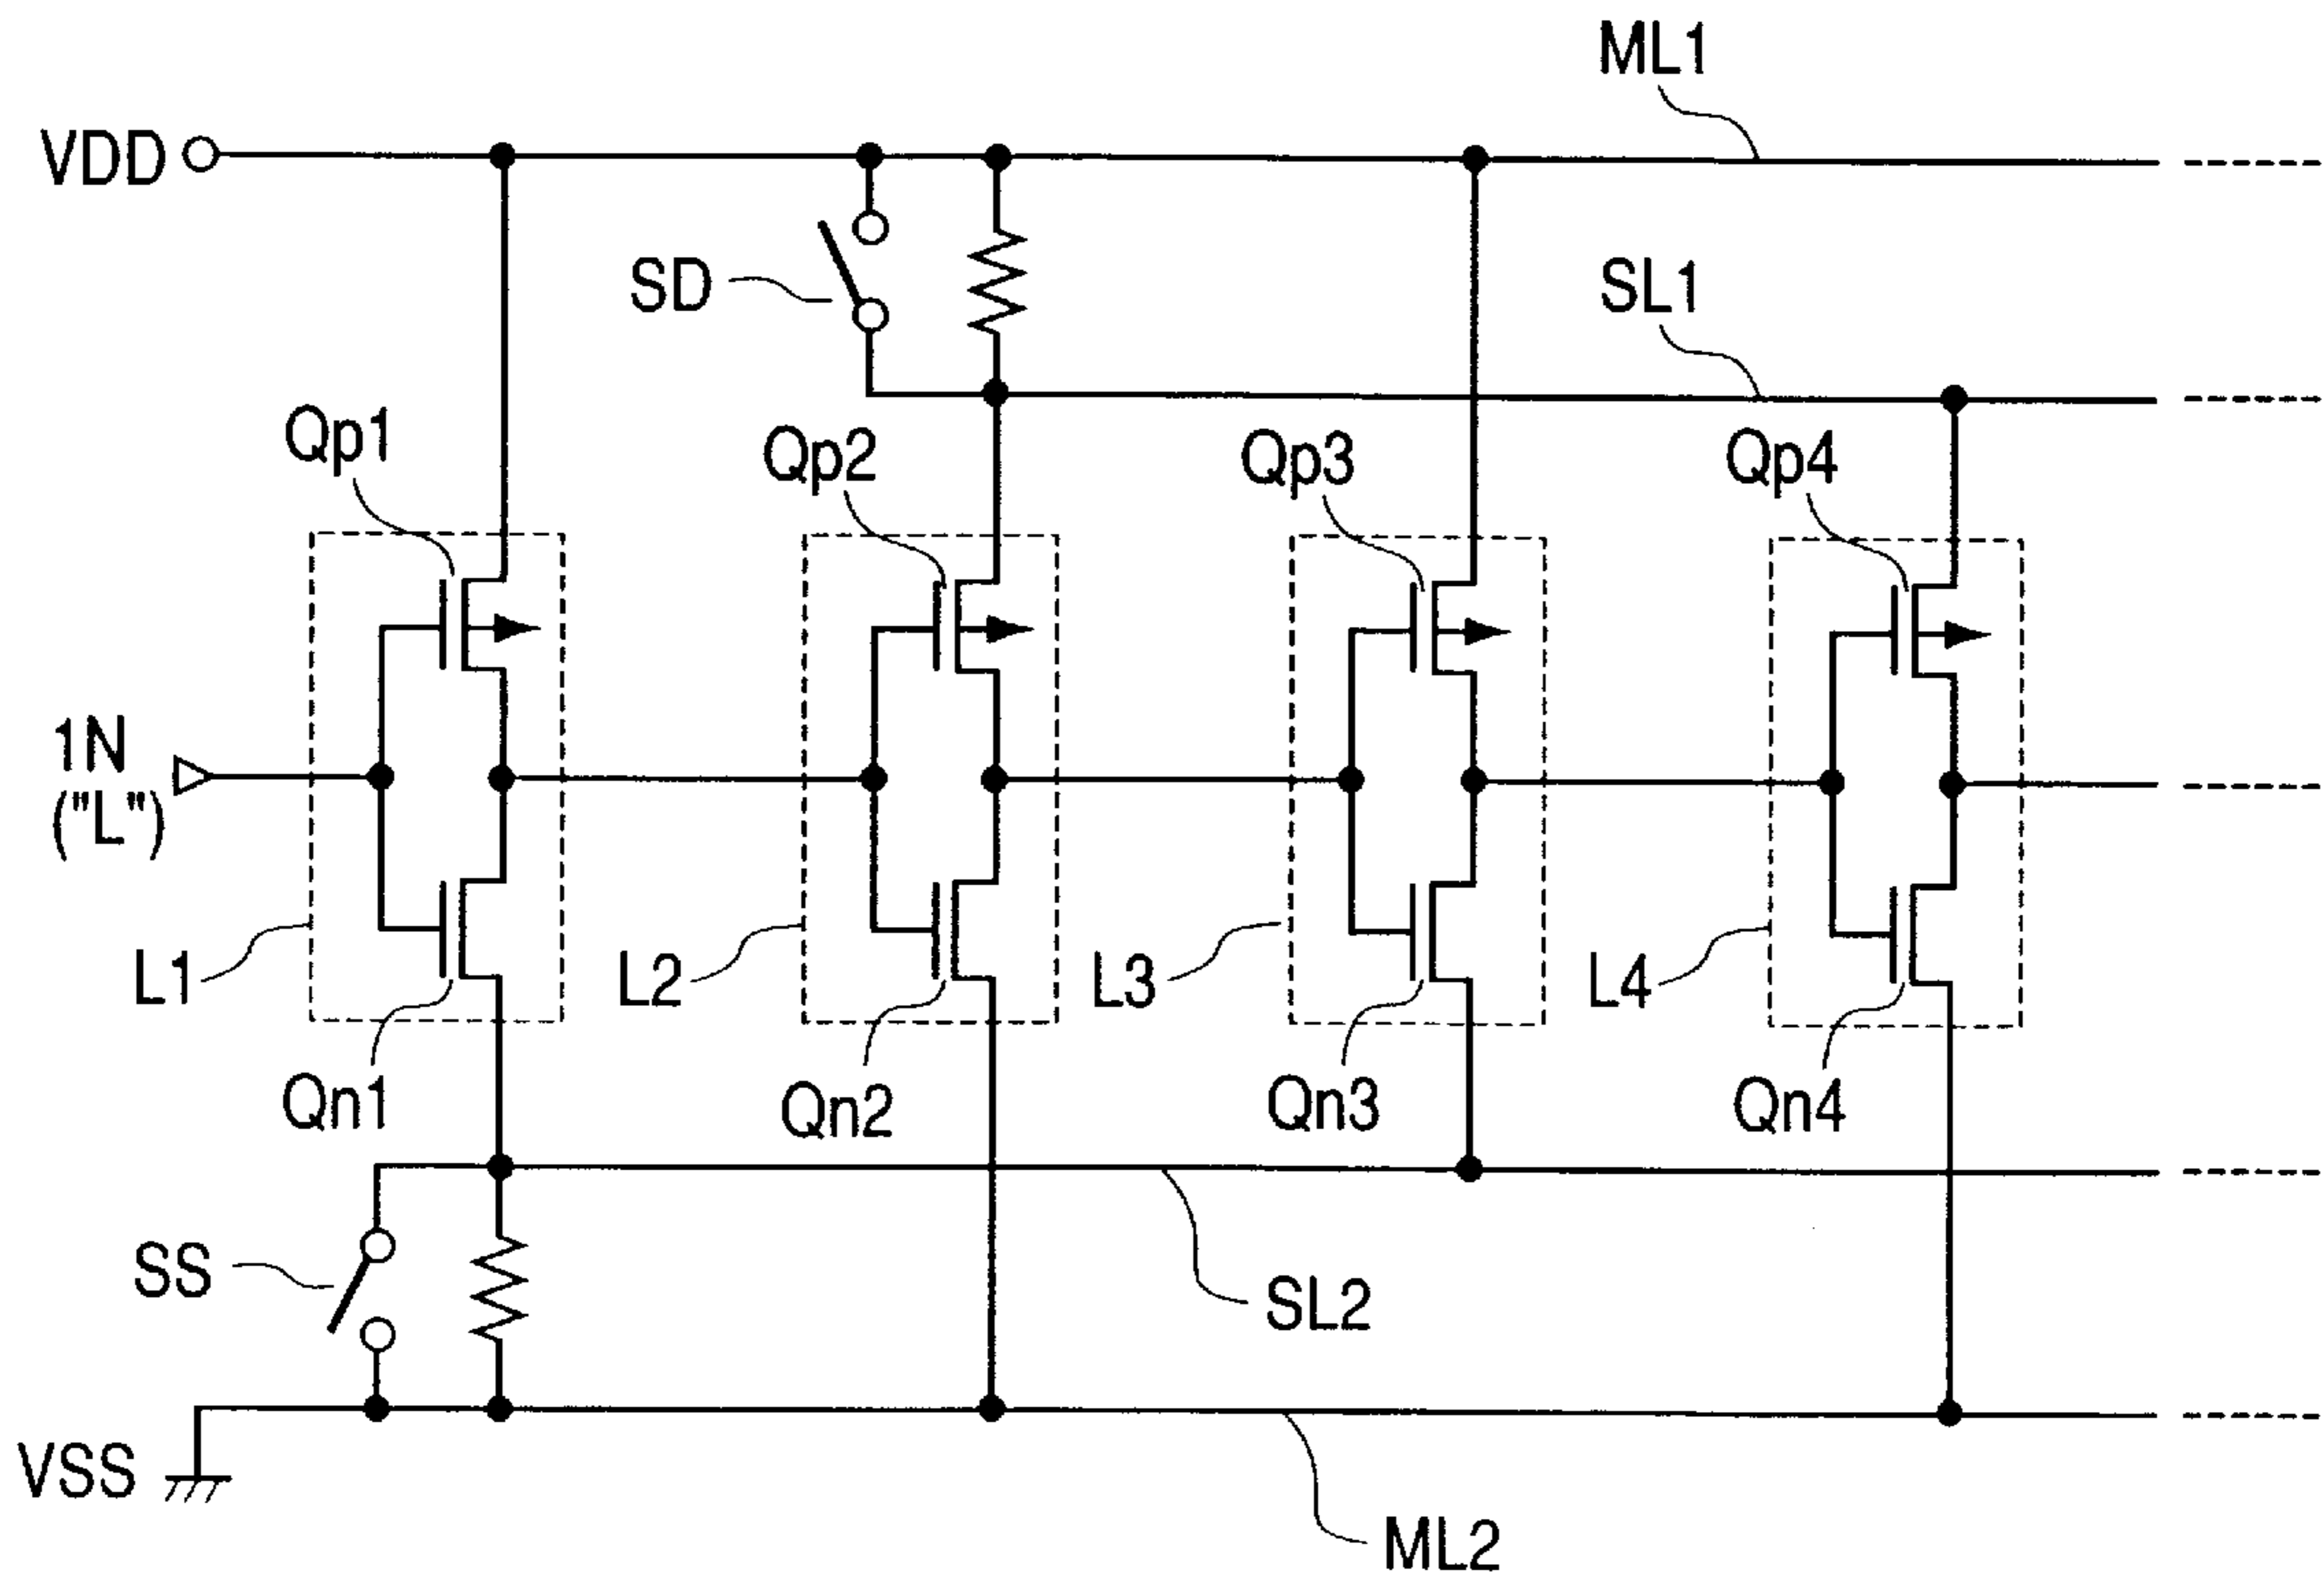 ML1
VDD
SD
SL1
Qp1
Qp2
Qp3
Qp4
1N
("L")
L1
L2
L3
L4
Qn1
Qn2
Qn3
Qn4
SS
SL2
VSS
ML2